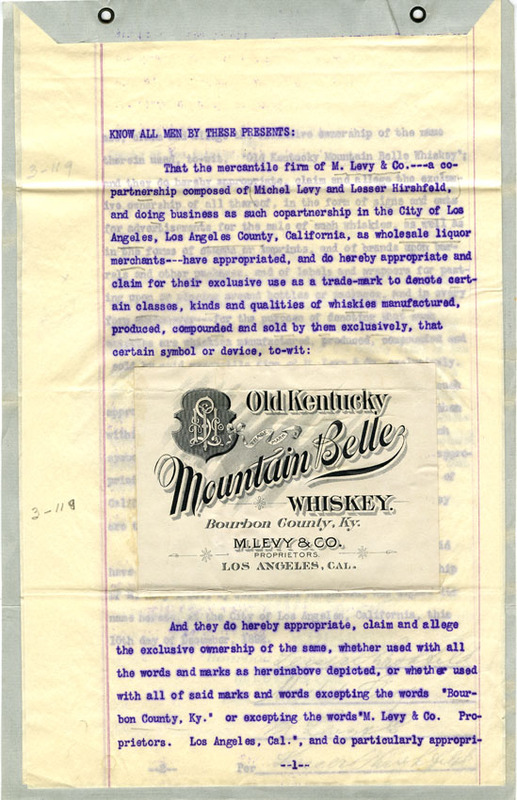 KNOW ALL MEN BY THESE PRESENTS:
3-119
That the mercantile firm of M. Levy & Co.----a co-
partnership composed of Michel Levy and Lesser Hirshfeld,
and doing business as such copartnership in the City of Los
Angeles, Los Angeles County, California, as wholesale liquor
merchants---have appropriated, and do hereby appropriate and
claim for their exclusive use as a trade-mark to denote cert-
ain classes, kinds and qualities of whiskies manufactured,
produced, compounded and sold by them exclusively, that
certain symbol or device, to-wit:
Old Kentucky
Mountain Belle
WHISKEY.
Bourbon County, Ky.
M. LEVY & CO.
PROPRIETORS.
LOS ANGELES, CAL.
3-119
And they do hereby appropriate, claim and allege
the exclusive ownership of the same, whether used with all
the words and marks as hereinabove depicted, or whether used
with all of said marks and words excepting the words "Bour-
bon County, Ky." or excepting the words"M. Levy & Co. Pro-
prietors. Los Angeles, Cal.", and do particularly appropri-
--1--